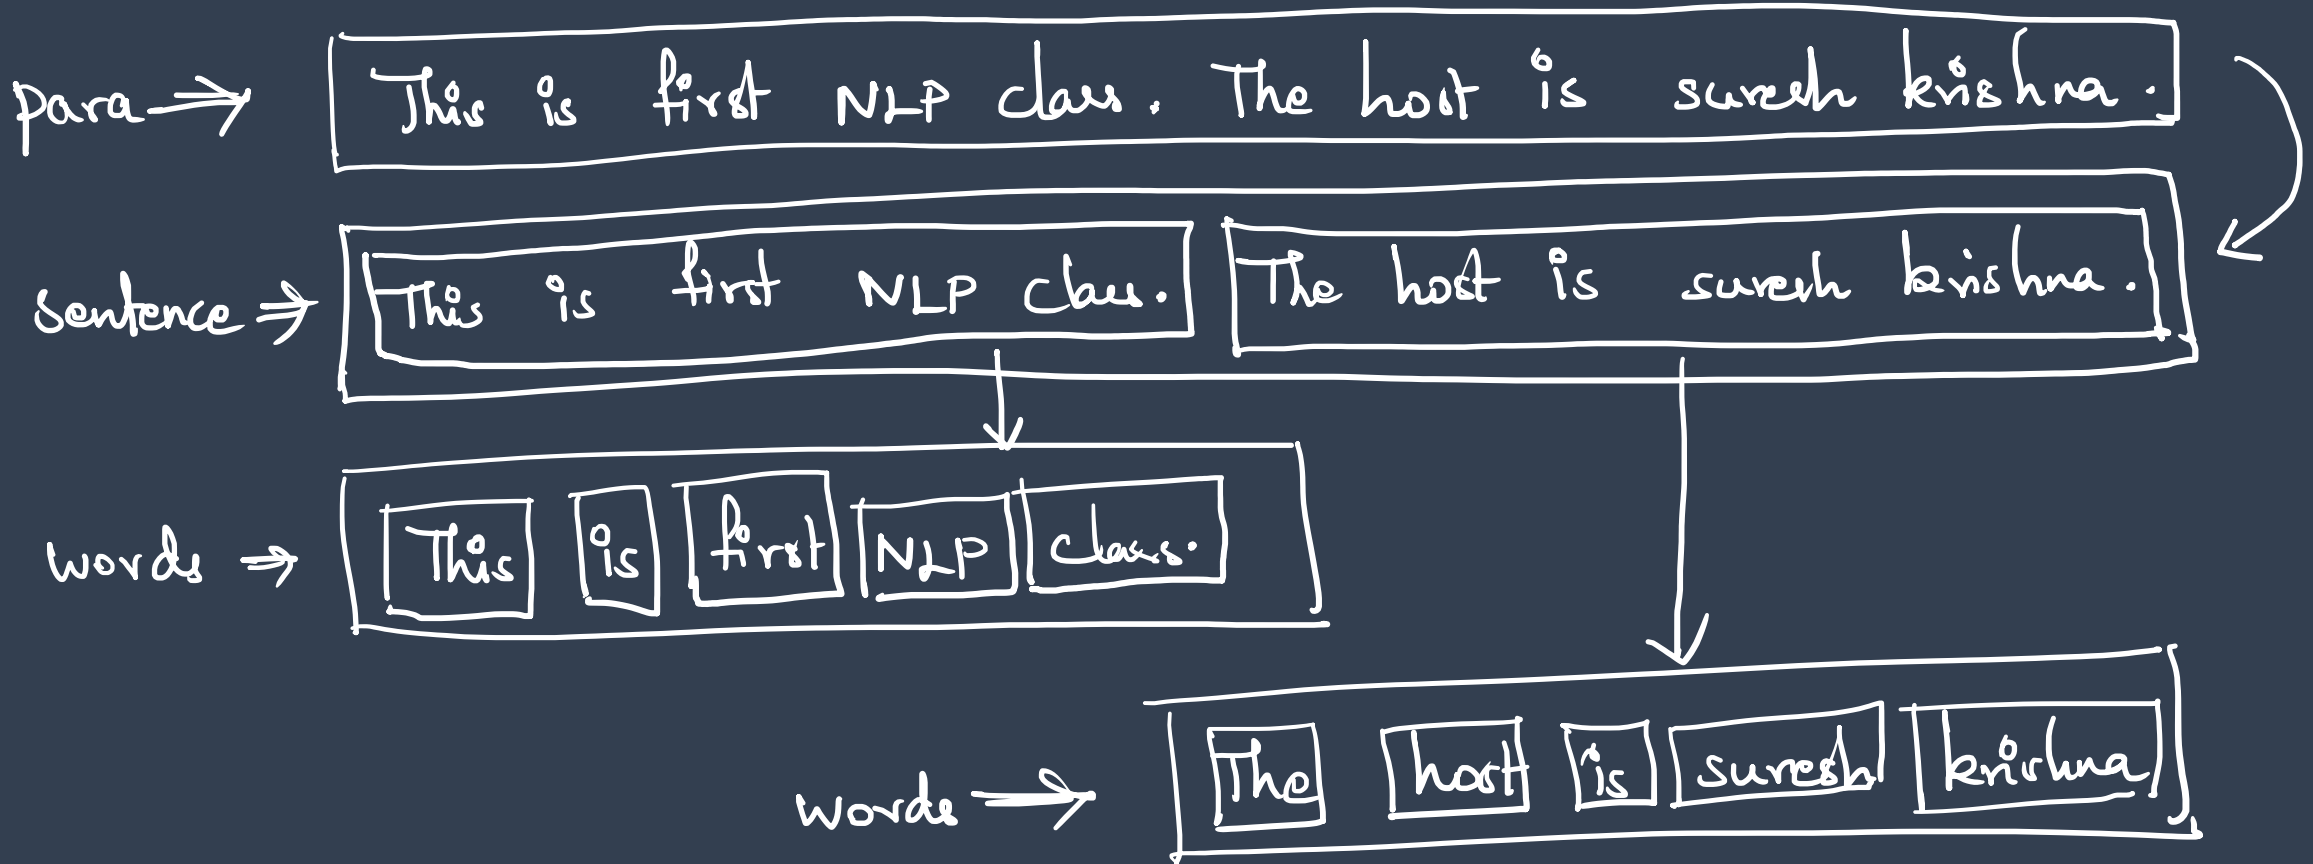 para → This is first NLP class. The host is suresh krishna.
sentence → This is first NLP class. The host is suresh krishna.
words → This is first NLP class.
words → The host is suresh krishna